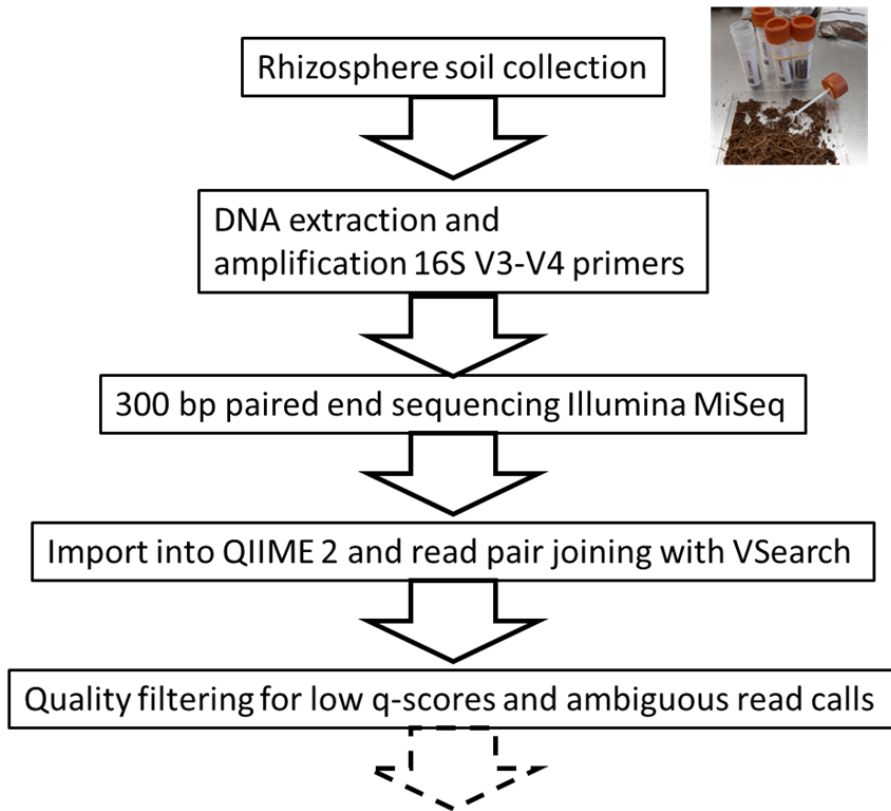 Rhizosphere soil collection
DNA extraction and
amplification 16S V3-V4 primers
300 bp paired end sequencing Illumina MiSeq
Import into QIIME 2 and read pair joining with VSearch
Quality filtering for low q-scores and ambiguous read calls